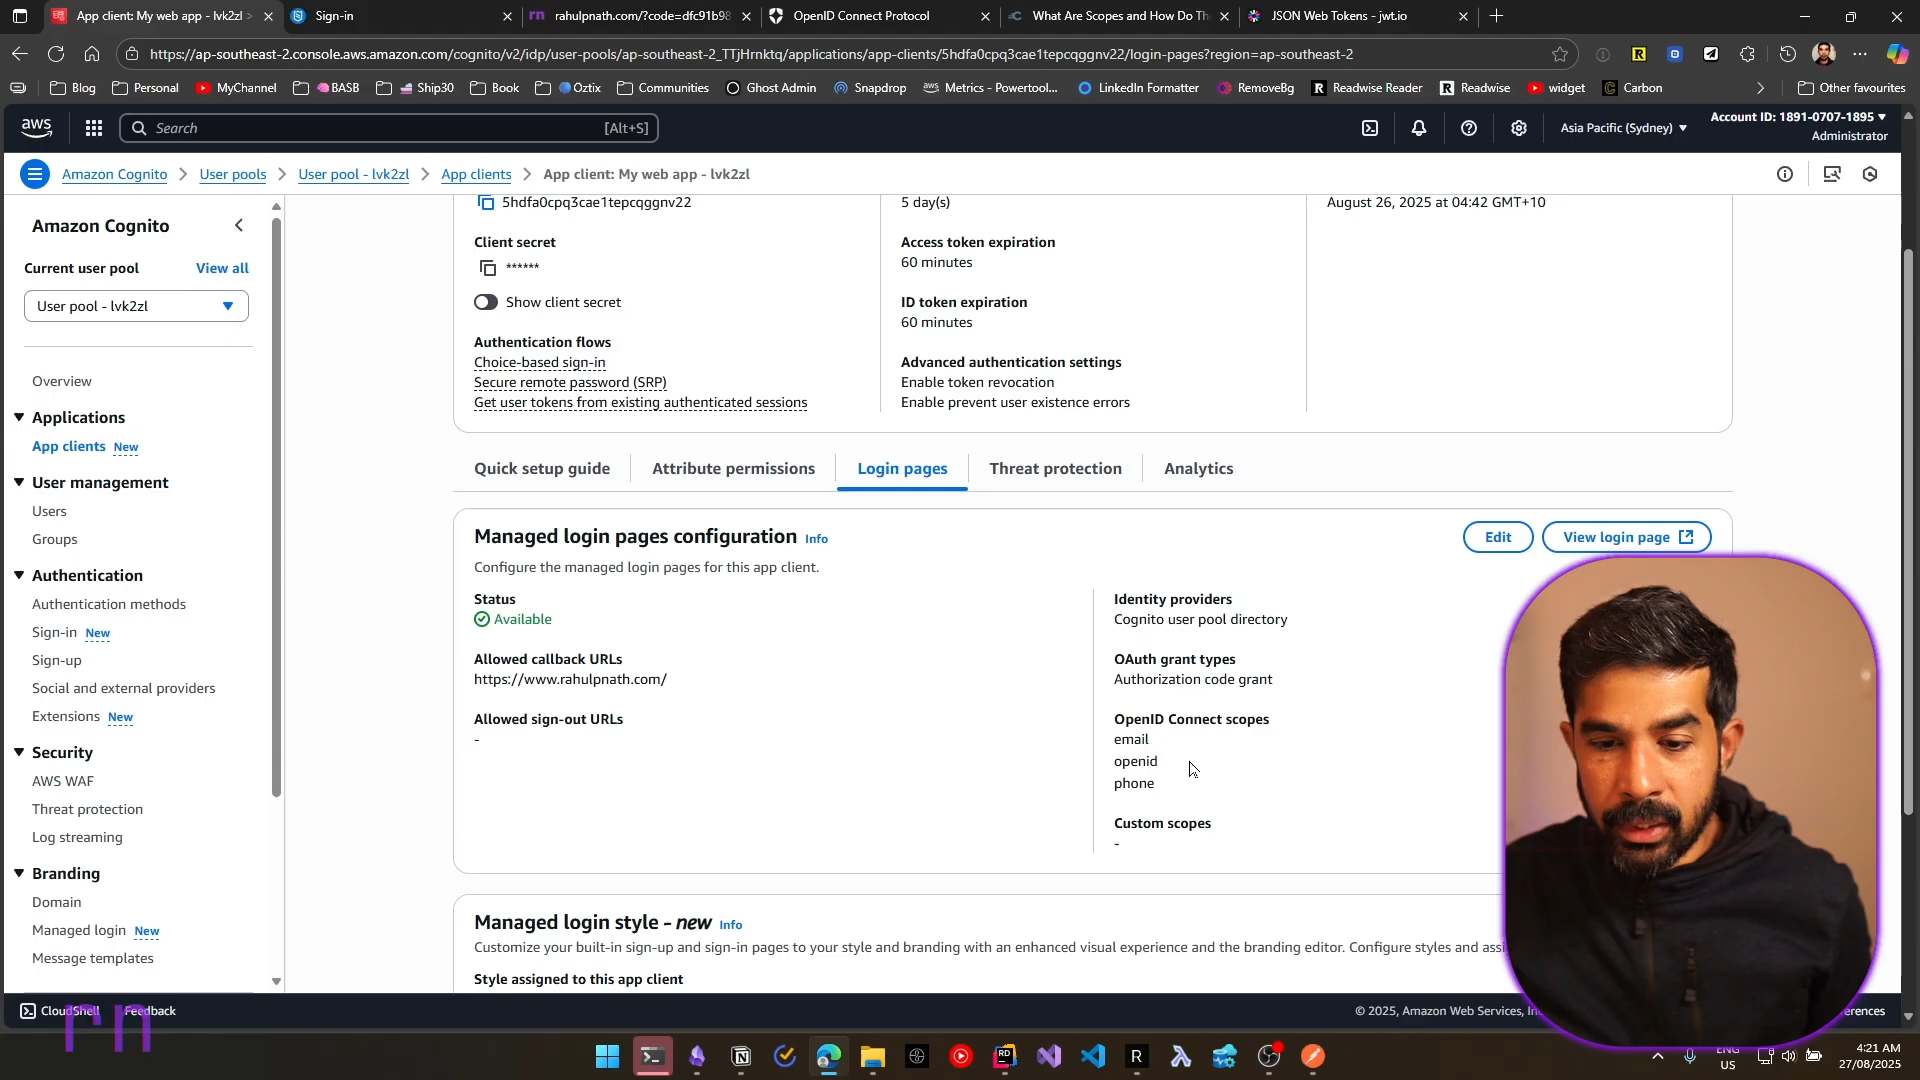 App client: My web app - lvk2zl
Sign-in
rn rahulpnath.com/?code=dfc91b98
OpenID Connect Protocol
What Are Scopes and How Do Th
JSON Web Tokens - jwt.io
https://ap-southeast-2.console.aws.amazon.com/cognito/v2/idp/user-pools/ap-southeast-2_TTjHrnktq/applications/app-clients/5hdfa0cpq3cae1tepcqggnv22/login-pages?region=ap-southeast-2
Blog
Personal
MyChannel
BASB
Ship30
Book
Oztix
Communities
Ghost Admin
Snapdrop
aws Metrics - Powertool...
LinkedIn Formatter
RemoveBg
R Readwise Reader
R Readwise
widget
C Carbon
Other favourites
aws
Search
[Alt+S]
Asia Pacific (Sydney)
Account ID: 1891-0707-1895
Administrator
Amazon Cognito
User pools
User pool - lvk2zl
App clients
App client: My web app - lvk2zl
Amazon Cognito
Current user pool
View all
User pool - lvk2zl
Overview
Applications
App clients New
User management
Users
Groups
Authentication
Authentication methods
Sign-in New
Sign-up
Social and external providers
Extensions New
Security
AWS WAF
Threat protection
Log streaming
Branding
Domain
Managed login New
Message templates
5hdfa0cpq3cae1tepcqggnv22
Client secret
******
Show client secret
Authentication flows
Choice-based sign-in
Secure remote password (SRP)
Get user tokens from existing authenticated sessions
5 day(s)
Access token expiration
60 minutes
ID token expiration
60 minutes
Advanced authentication settings
Enable token revocation
Enable prevent user existence errors
August 26, 2025 at 04:42 GMT+10
Quick setup guide
Attribute permissions
Login pages
Threat protection
Analytics
Managed login pages configuration Info
Edit
View login page
Configure the managed login pages for this app client.
Status
Available
Allowed callback URLs
https://www.rahulpnath.com/
Allowed sign-out URLs
-
Identity providers
Cognito user pool directory
OAuth grant types
Authorization code grant
OpenID Connect scopes
email
openid
phone
Custom scopes
-
Managed login style - new Info
Customize your built-in sign-up and sign-in pages to your style and branding with an enhanced visual experience and the branding editor. Configure styles and
Style assigned to this app client
CloudShell
Feedback
© 2025, Amazon Web Services,
rn
ENG
US
4:21 AM
27/08/2025